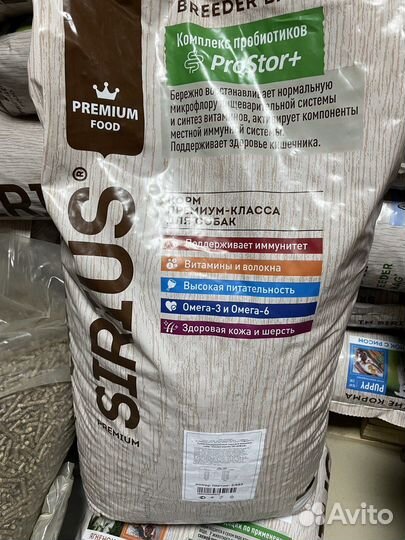 BREEDER
Комплекс пробиотиков
ProStor+
Бережно восстанавливает нормальную
микрофлору пищеварительной системы
и синтез витаминов, активирует компоненты
местной иммунной системы.
Поддерживает здоровье кишечника.
PREMIUM
FOOD
SIRIUS®
PREMIUM
КОРМ
ПРЕМИУМ-КЛАССА
ДЛЯ СОБАК
Поддерживает иммунитет
Витамины и волокна
Высокая питательность
Омега-3 и Омега-6
Здоровая кожа и шерсть
PUPPY
С РИСОМ
Avito